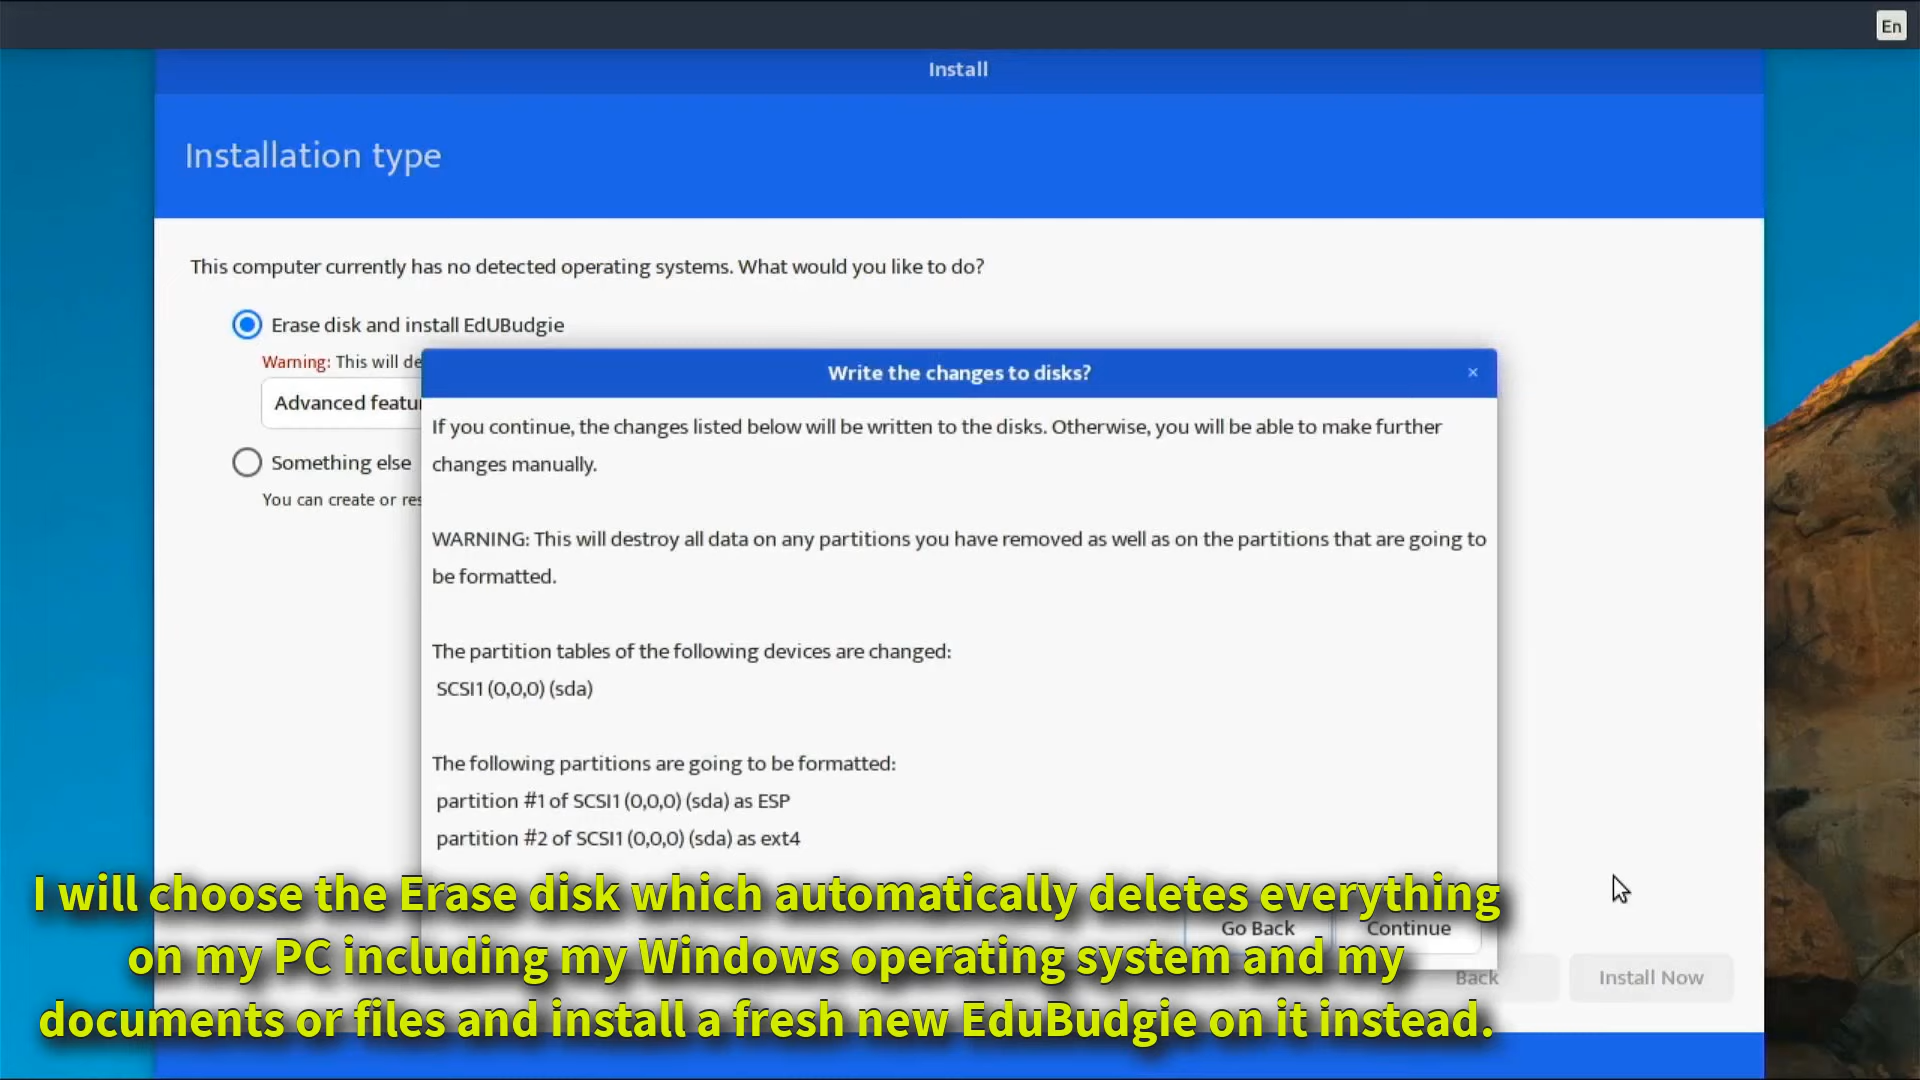 En
Install
Installation type
This computer currently has no detected operating systems. What would you like to do?
Erase disk and install EdUBudgie
Warning: This will de
Advanced featu
Something else
You can create or res
Write the changes to disks?
×
If you continue, the changes listed below will be written to the disks. Otherwise, you will be able to make further
changes manually.
WARNING: This will destroy all data on any partitions you have removed as well as on the partitions that are going to
be formatted.
The partition tables of the following devices are changed:
SCSI1 (0,0,0) (sda)
The following partitions are going to be formatted:
partition #1 of SCSI1 (0,0,0) (sda) as ESP
partition #2 of SCSI1 (0,0,0) (sda) as ext4
Go Back
Continue
Back
Install Now
I will choose the Erase disk which automatically deletes everything
on my PC including my Windows operating system and my
documents or files and install a fresh new EduBudgie on it instead.